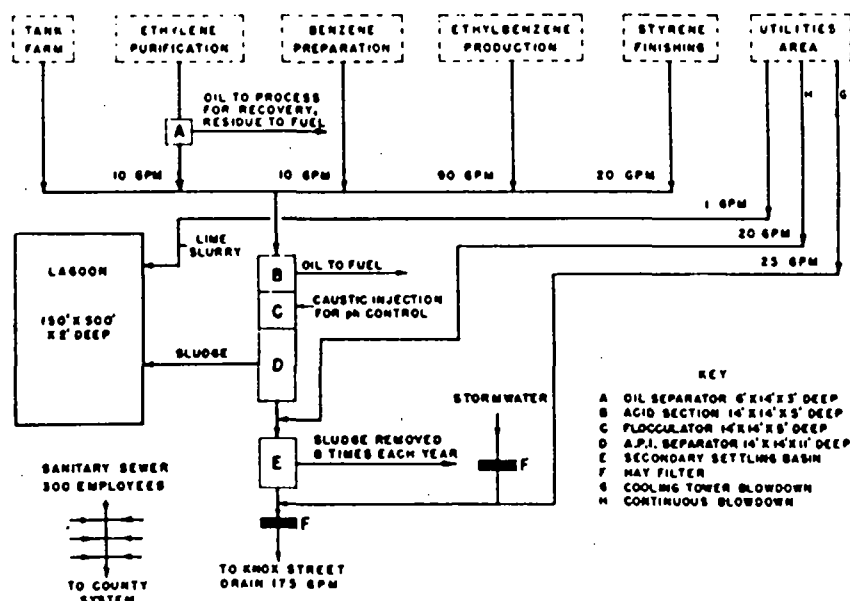 TANK
FARM
ETHYLENE
PURIFICATION
BENZENE
PREPARATION
ETHYLBENZENE
PRODUCTION
STYRENE
FINISHING
UTILITIES
AREA
H
G
OIL TO PROCESS
FOR RECOVERY,
RESIDUE TO FUEL
A
10 GPM
10 GPM
90 GPM
20 GPM
1 GPM
20 GPM
25 GPM
LIME
SLURRY
LAGOON
150' X 500'
X 2' DEEP
B
OIL TO FUEL
C
CAUSTIC INJECTION
FOR ph CONTROL
SLUDGE
D
STORMWATER
F
E
SLUDGE REMOVED
8 TIMES EACH YEAR
F
KEY
A OIL SEPARATOR 6' X 14' X 3' DEEP
B ACID SECTION 14' X 14' X 5' DEEP
C FLOCCULATOR 14' X 14' X 5' DEEP
D A.P.I. SEPARATOR 14' X 14' X 11' DEEP
E SECONDARY SETTLING BASIN
F HAY FILTER
G COOLING TOWER BLOWDOWN
H CONTINUOUS BLOWDOWN
SANITARY SEWER
300 EMPLOYEES
TO COUNTY
SYSTEM
TO KNOX STREET
DRAIN 175 GPM